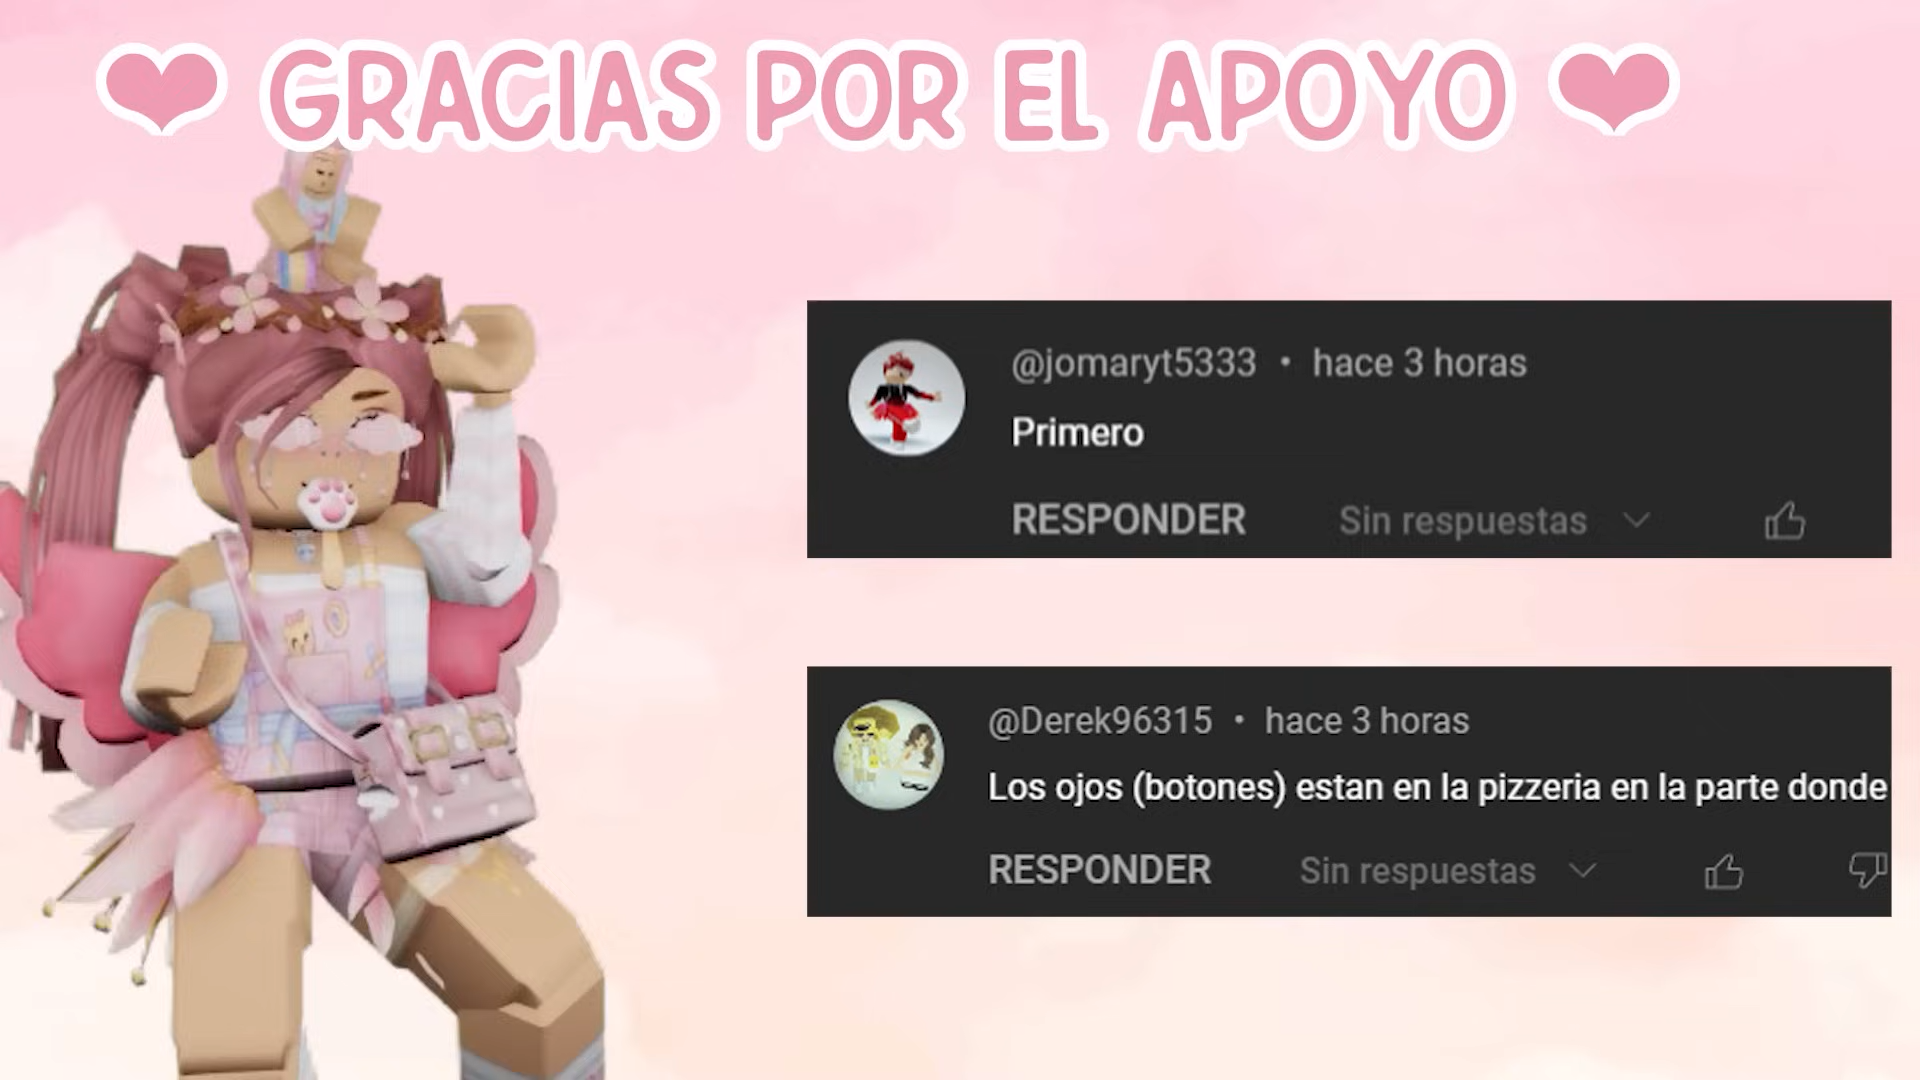 ❤ GRACIAS POR EL APOYO ❤
@jomaryt5333 • hace 3 horas
Primero
RESPONDER Sin respuestas
@Derek96315 • hace 3 horas
Los ojos (botones) estan en la pizzeria en la parte donde
RESPONDER Sin respuestas